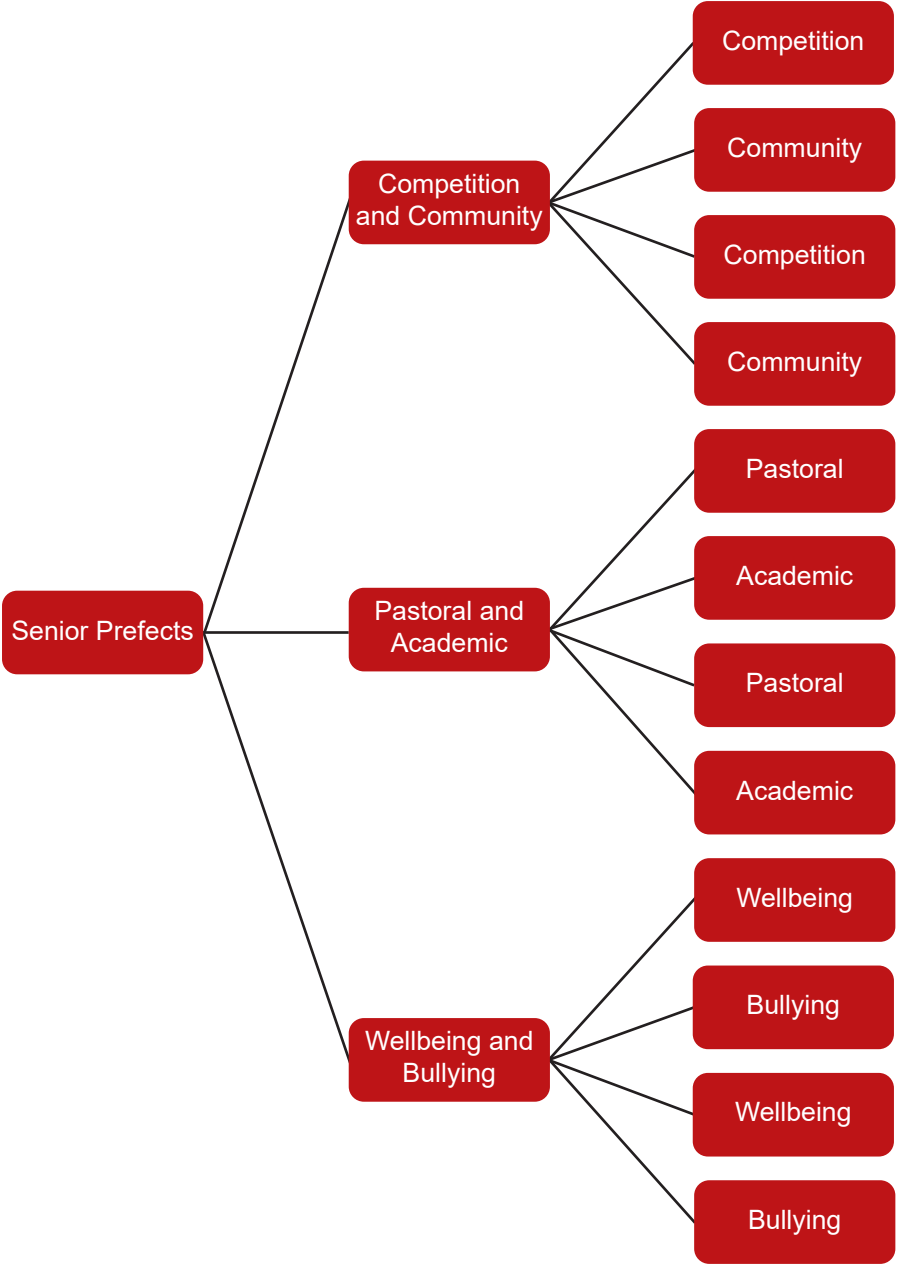 Senior Prefects
Competition
and Community
Competition
Community
Competition
Community
Pastoral and
Academic
Pastoral
Academic
Pastoral
Academic
Wellbeing and
Bullying
Wellbeing
Bullying
Wellbeing
Bullying